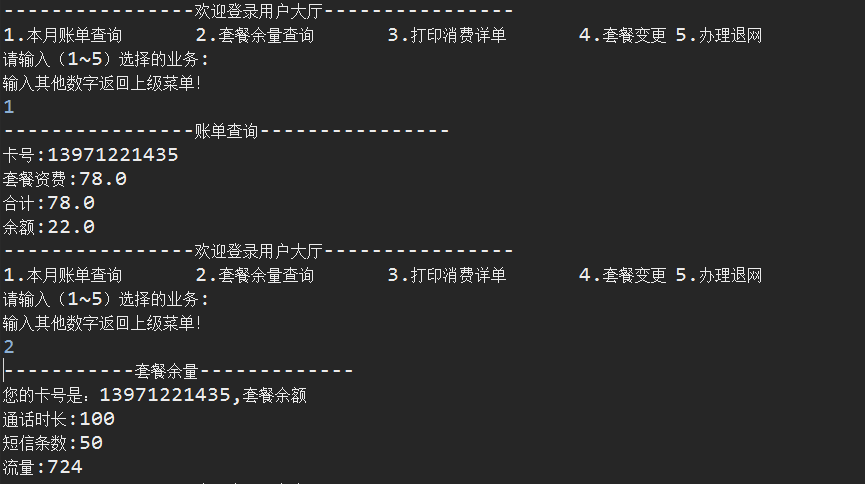 ----------------欢迎登录用户大厅----------------
1.本月账单查询 2.套餐余量查询 3.打印消费详单 4.套餐变更 5.办理退网
请输入（1~5）选择的业务:
输入其他数字返回上级菜单!
1
----------------账单查询----------------
卡号:13971221435
套餐资费:78.0
合计:78.0
余额:22.0
----------------欢迎登录用户大厅----------------
1.本月账单查询 2.套餐余量查询 3.打印消费详单 4.套餐变更 5.办理退网
请输入（1~5）选择的业务:
输入其他数字返回上级菜单!
2
-----------套餐余量-------------
您的卡号是：13971221435,套餐余额
通话时长:100
短信条数:50
流量:724